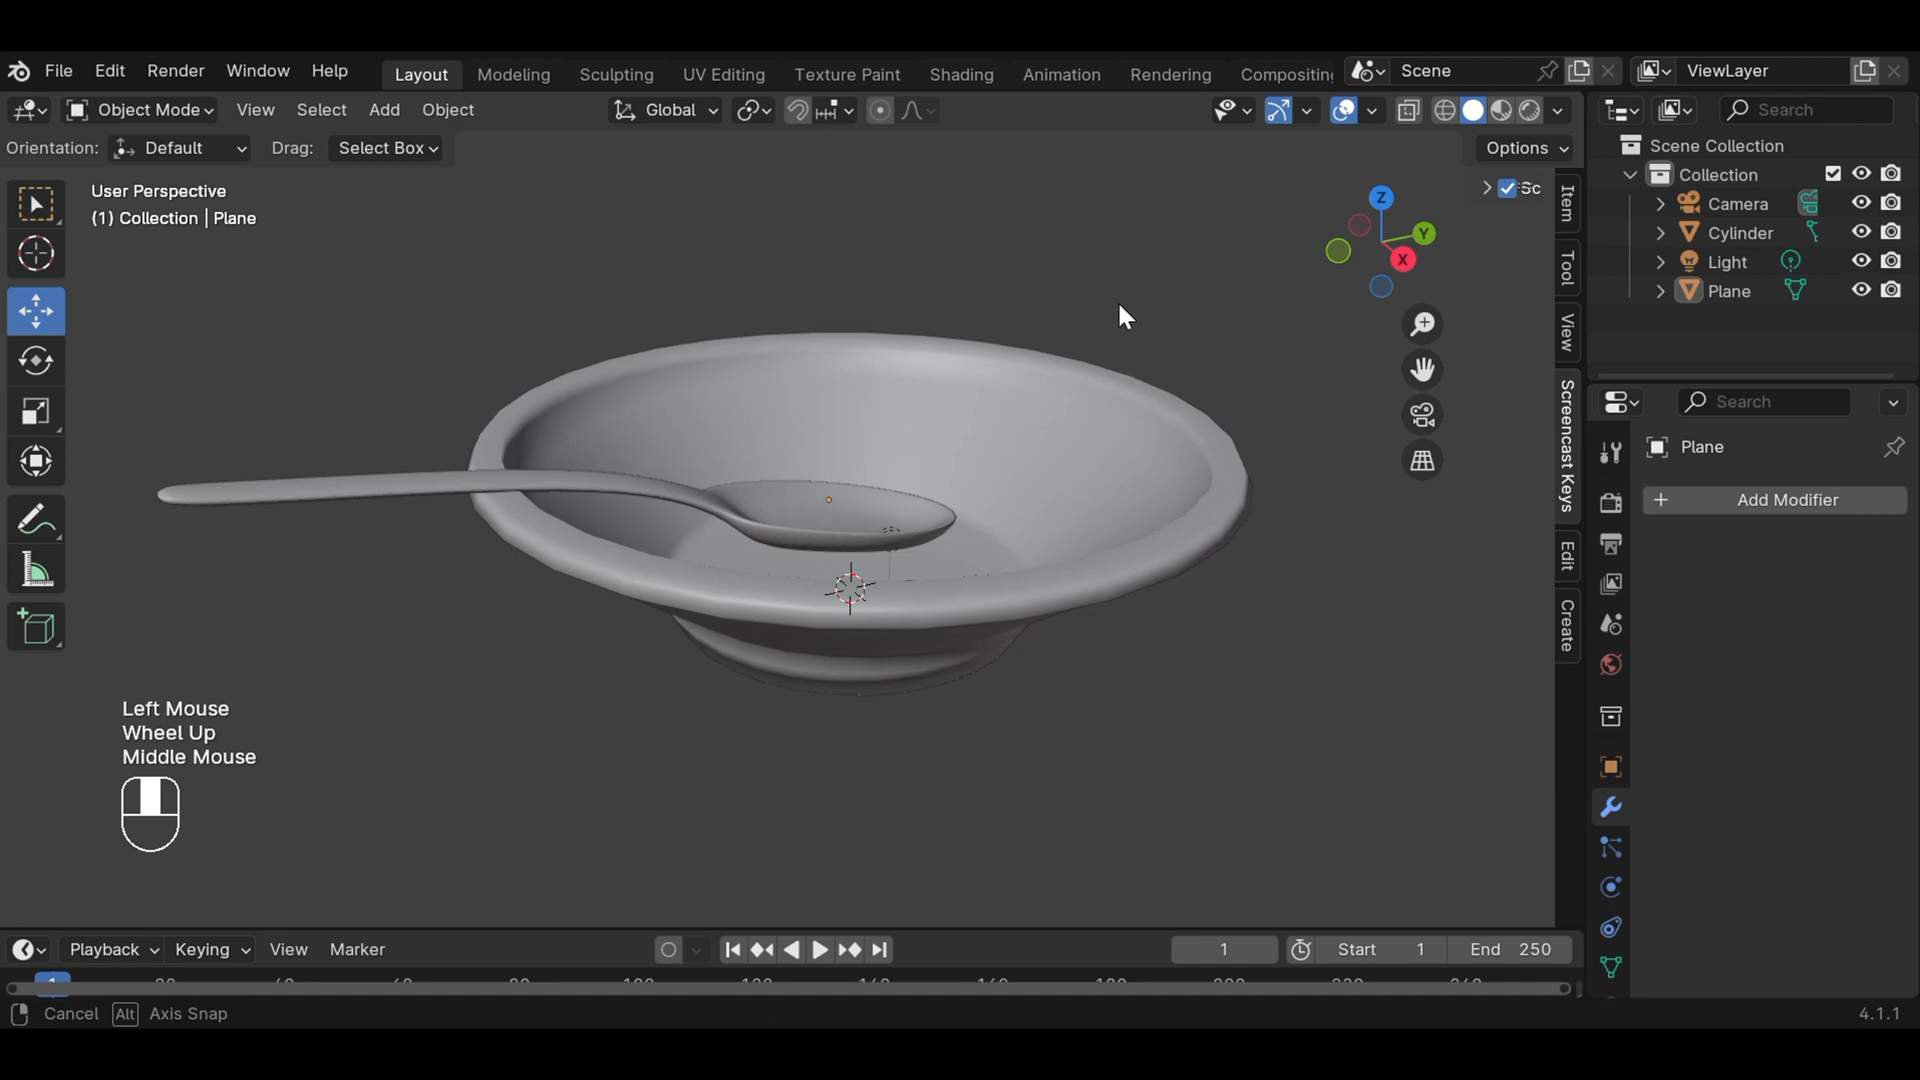 File Edit Render Window Help Layout Modeling Sculpting UV Editing Texture Paint Shading Animation Rendering Compositing Scene ViewLayer
Object Mode View Select Add Object Global Search
Orientation: Default Drag: Select Box Options
Scene Collection
Collection
Camera
Cylinder
Light
Plane
User Perspective
(1) Collection | Plane
Z
Y
X
Item
Tool
View
Screencast Keys
Edit
Create
Search
Plane
Add Modifier
Left Mouse
Wheel Up
Middle Mouse
Playback Keying View Marker 1 Start 1 End 250
1
Cancel Alt Axis Snap 4.1.1